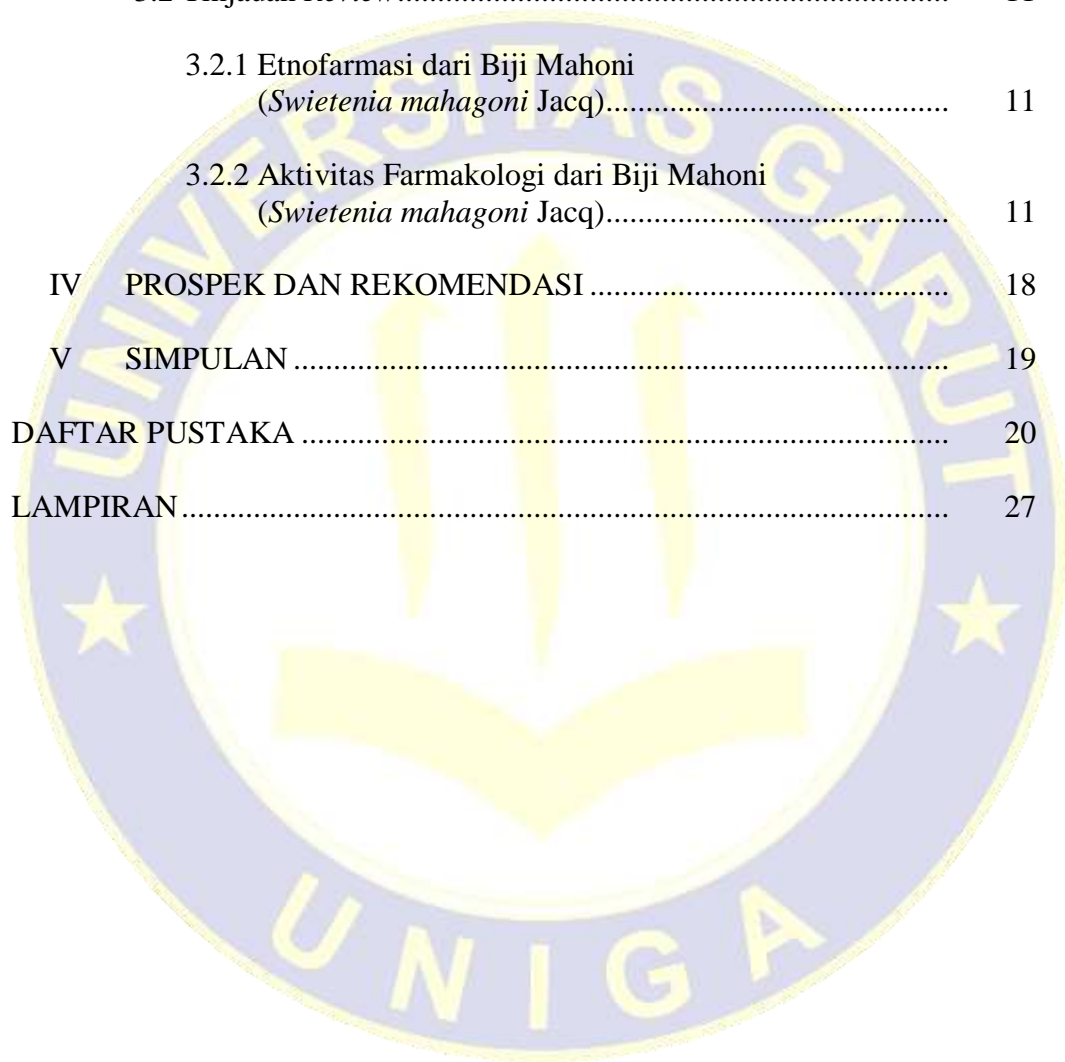 3.2.1 Etnofarmasi dari Biji Mahoni
(Swietenia mahagoni Jacq)........................................... 11
3.2.2 Aktivitas Farmakologi dari Biji Mahoni
(Swietenia mahagoni Jacq)........................................... 11
IV PROSPEK DAN REKOMENDASI ............................................. 18
V SIMPULAN ................................................................................. 19
DAFTAR PUSTAKA ................................................................................ 20
LAMPIRAN ............................................................................................... 27
UNIVERSITAS GARUT
UNIGA